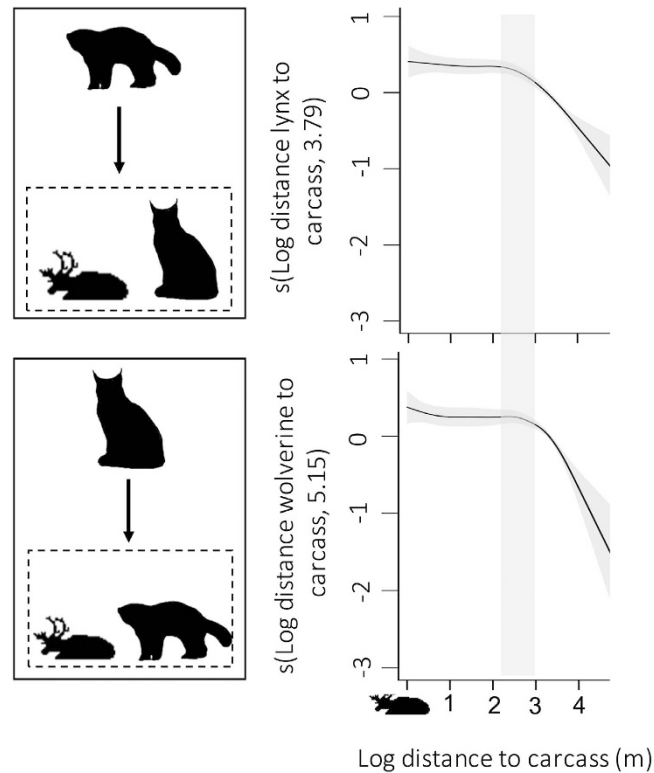 s(Log distance lynx to
carcass, 3.79)
1
0
-1
-2
-3
s(Log distance wolverine to
carcass, 5.15)
1
0
-1
-2
-3
1 2 3 4
Log distance to carcass (m)